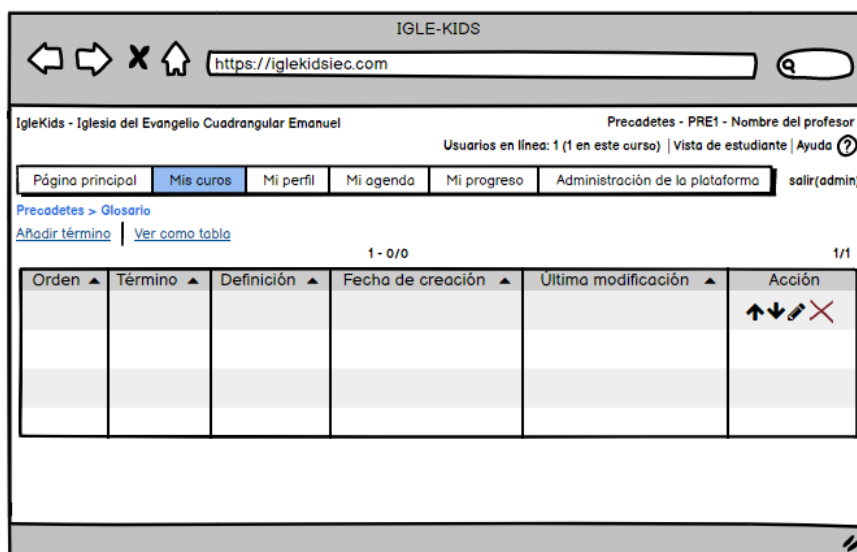 IGLE-KIDS
https://iglekidsiec.com
IgleKids - Iglesia del Evangelio Cuadrangular Emanuel
Precadetes - PRE1 - Nombre del profesor
Usuarios en línea: 1 (1 en este curso) | Vista de estudiante | Ayuda ?
Página principal Mis curos Mi perfil Mi agenda Mi progreso Administración de la plataforma salir(admin)
Precadetes > Glosario
Añadir término | Ver como tabla
1 - 0/0 1/1
Orden Término Definición Fecha de creación Última modificación Acción